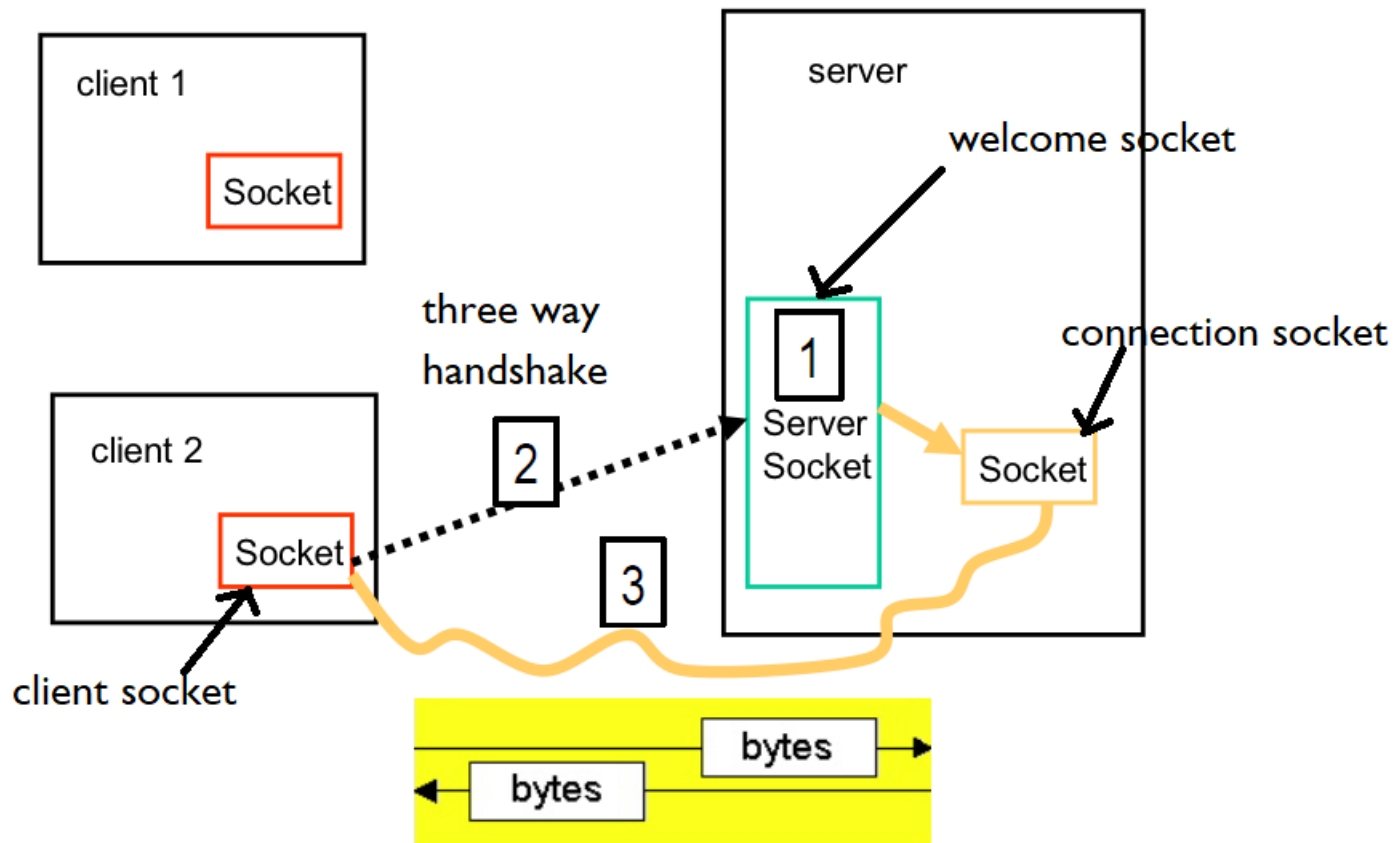 client 1
Socket
server
welcome socket
three way
handshake
1
Server
Socket
connection socket
Socket
client 2
2
Socket
3
client socket
bytes
bytes